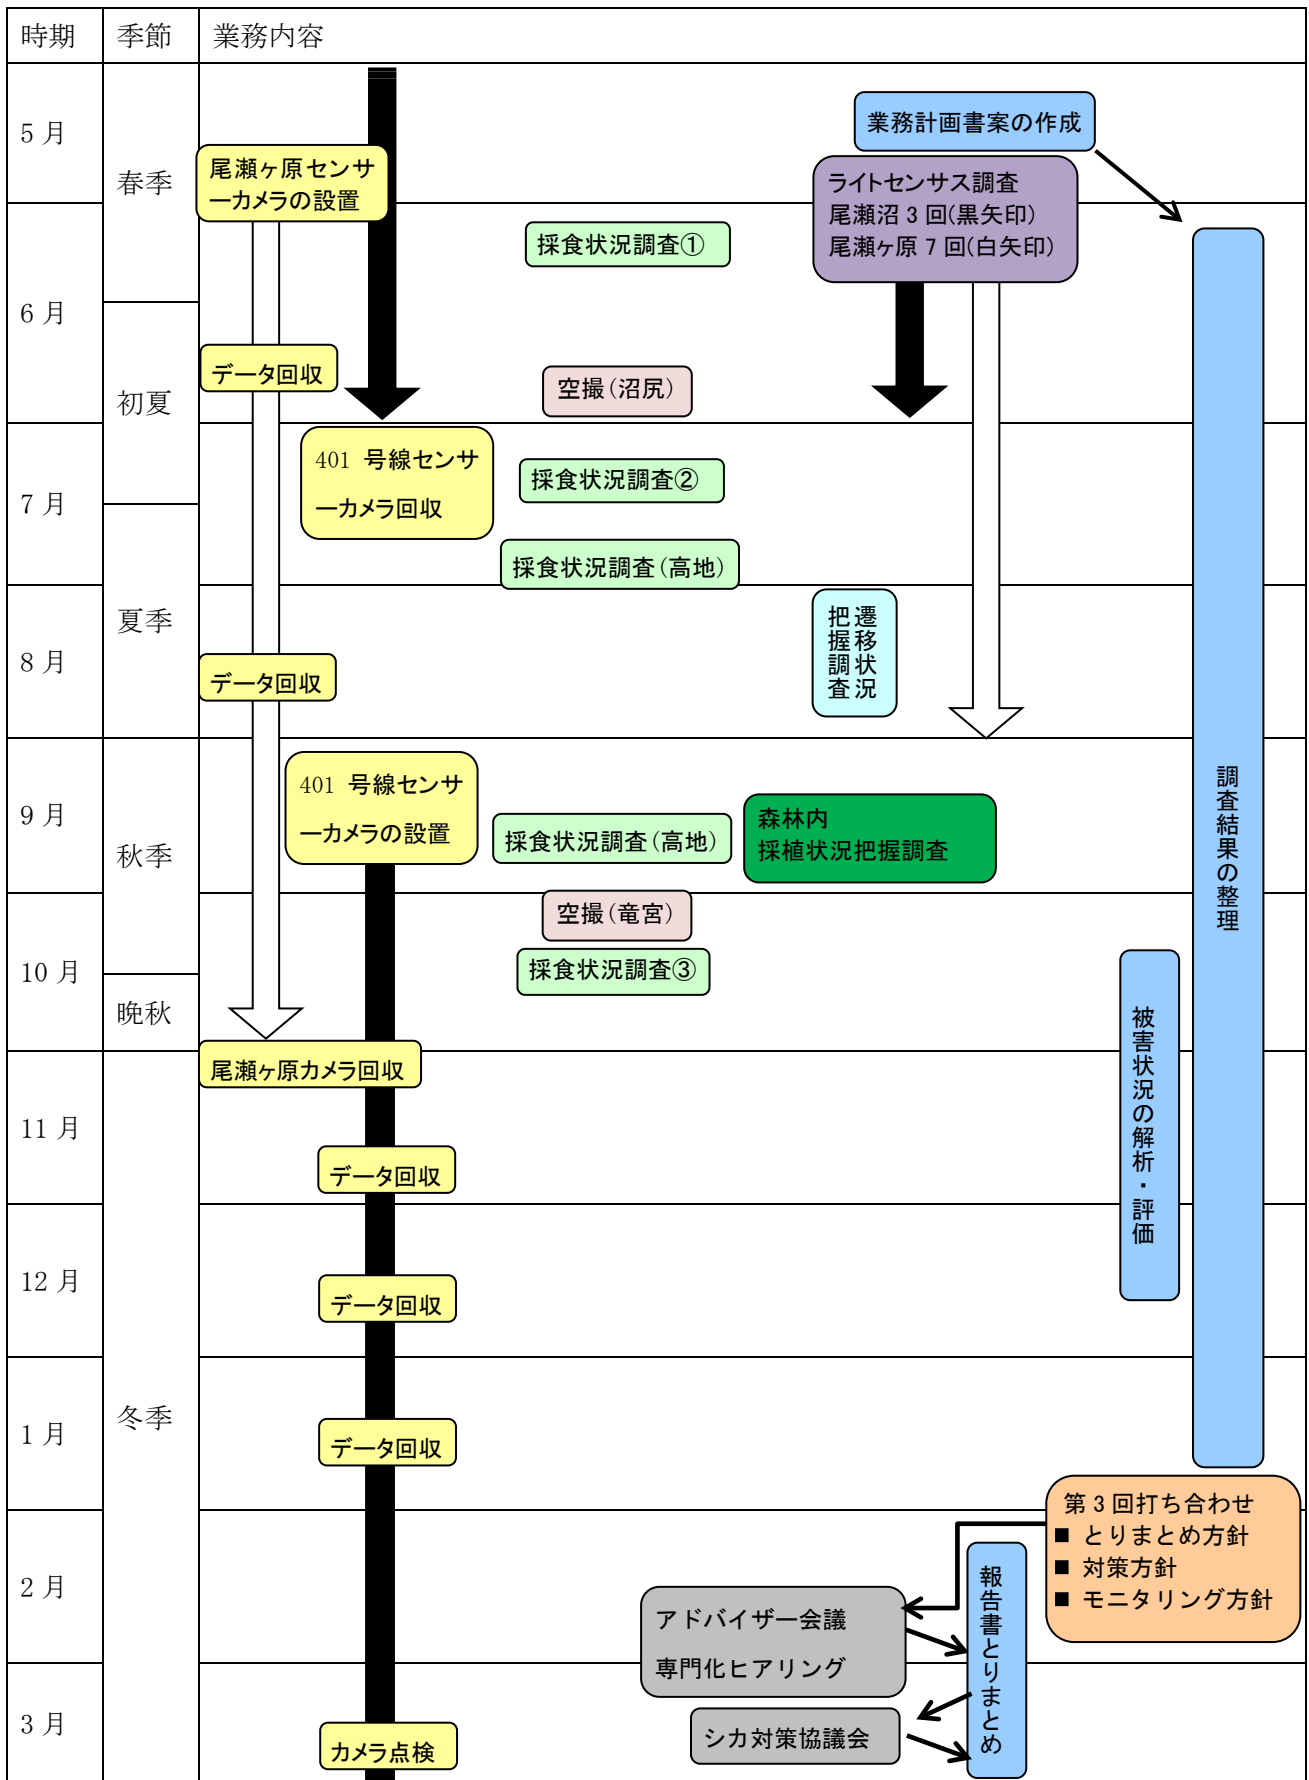 時期 季節 業務内容
5 月
春季
業務計画書案の作成
尾瀬ヶ原センサ
ーカメラの設置
ライトセンサス調査
尾瀬沼 3 回(黒矢印)
尾瀬ヶ原 7 回(白矢印)
6 月
採食状況調査①
初夏
データ回収
空撮(沼尻)
7 月
401 号線センサ
ーカメラ回収
採食状況調査②
採食状況調査(高地)
夏季
8 月
遷移状況
把握調査
データ回収
調査結果の整理
9 月
秋季
401 号線センサ
ーカメラの設置
採食状況調査(高地)
森林内
採植状況把握調査
10 月
空撮(竜宮)
採食状況調査③
晩秋
被害状況の解析・評価
尾瀬ヶ原カメラ回収
11 月
データ回収
12 月
データ回収
冬季
1 月
データ回収
第 3 回打ち合わせ
■ とりまとめ方針
■ 対策方針
■ モニタリング方針
2 月
報告書とりまとめ
アドバイザー会議
専門化ヒアリング
3 月
シカ対策協議会
カメラ点検